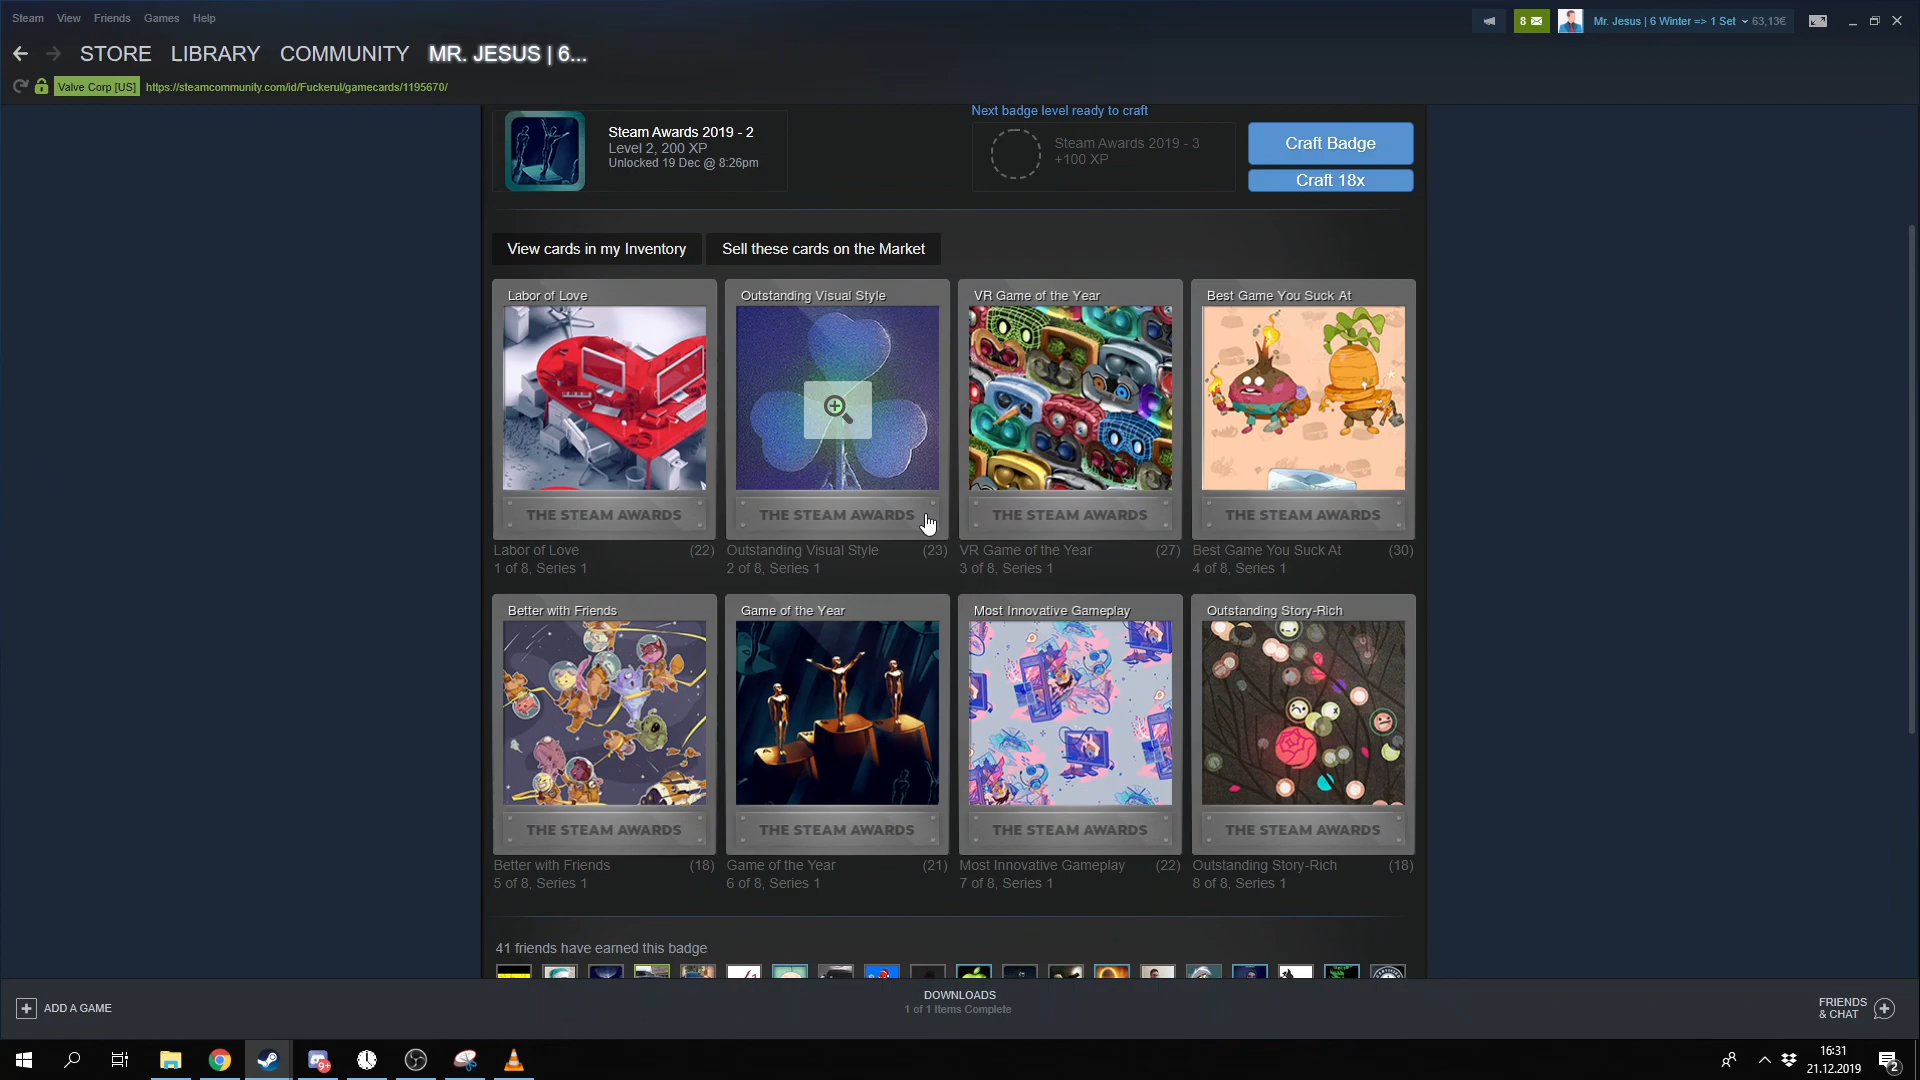 Steam View Friends Games Help
8
Mr. Jesus | 6 Winter => 1 Set 63,13€
STORE LIBRARY COMMUNITY MR. JESUS | 6...
Valve Corp [US] https://steamcommunity.com/id/Fuckerul/gamecards/1195670/
Next badge level ready to craft
Steam Awards 2019 - 2
Level 2, 200 XP
Unlocked 19 Dec @ 8:26pm
Steam Awards 2019 - 3
+100 XP
Craft Badge
Craft 18x
View cards in my Inventory
Sell these cards on the Market
Labor of Love
Outstanding Visual Style
VR Game of the Year
Best Game You Suck At
THE STEAM AWARDS
THE STEAM AWARDS
THE STEAM AWARDS
THE STEAM AWARDS
Labor of Love (22)
1 of 8, Series 1
Outstanding Visual Style (23)
2 of 8, Series 1
VR Game of the Year (27)
3 of 8, Series 1
Best Game You Suck At (30)
4 of 8, Series 1
Better with Friends
Game of the Year
Most Innovative Gameplay
Outstanding Story-Rich
THE STEAM AWARDS
THE STEAM AWARDS
THE STEAM AWARDS
THE STEAM AWARDS
Better with Friends (18)
5 of 8, Series 1
Game of the Year (21)
6 of 8, Series 1
Most Innovative Gameplay (22)
7 of 8, Series 1
Outstanding Story-Rich (18)
8 of 8, Series 1
41 friends have earned this badge
ADD A GAME
DOWNLOADS
1 of 1 Items Complete
FRIENDS
& CHAT
9+
16:31
21.12.2019
2